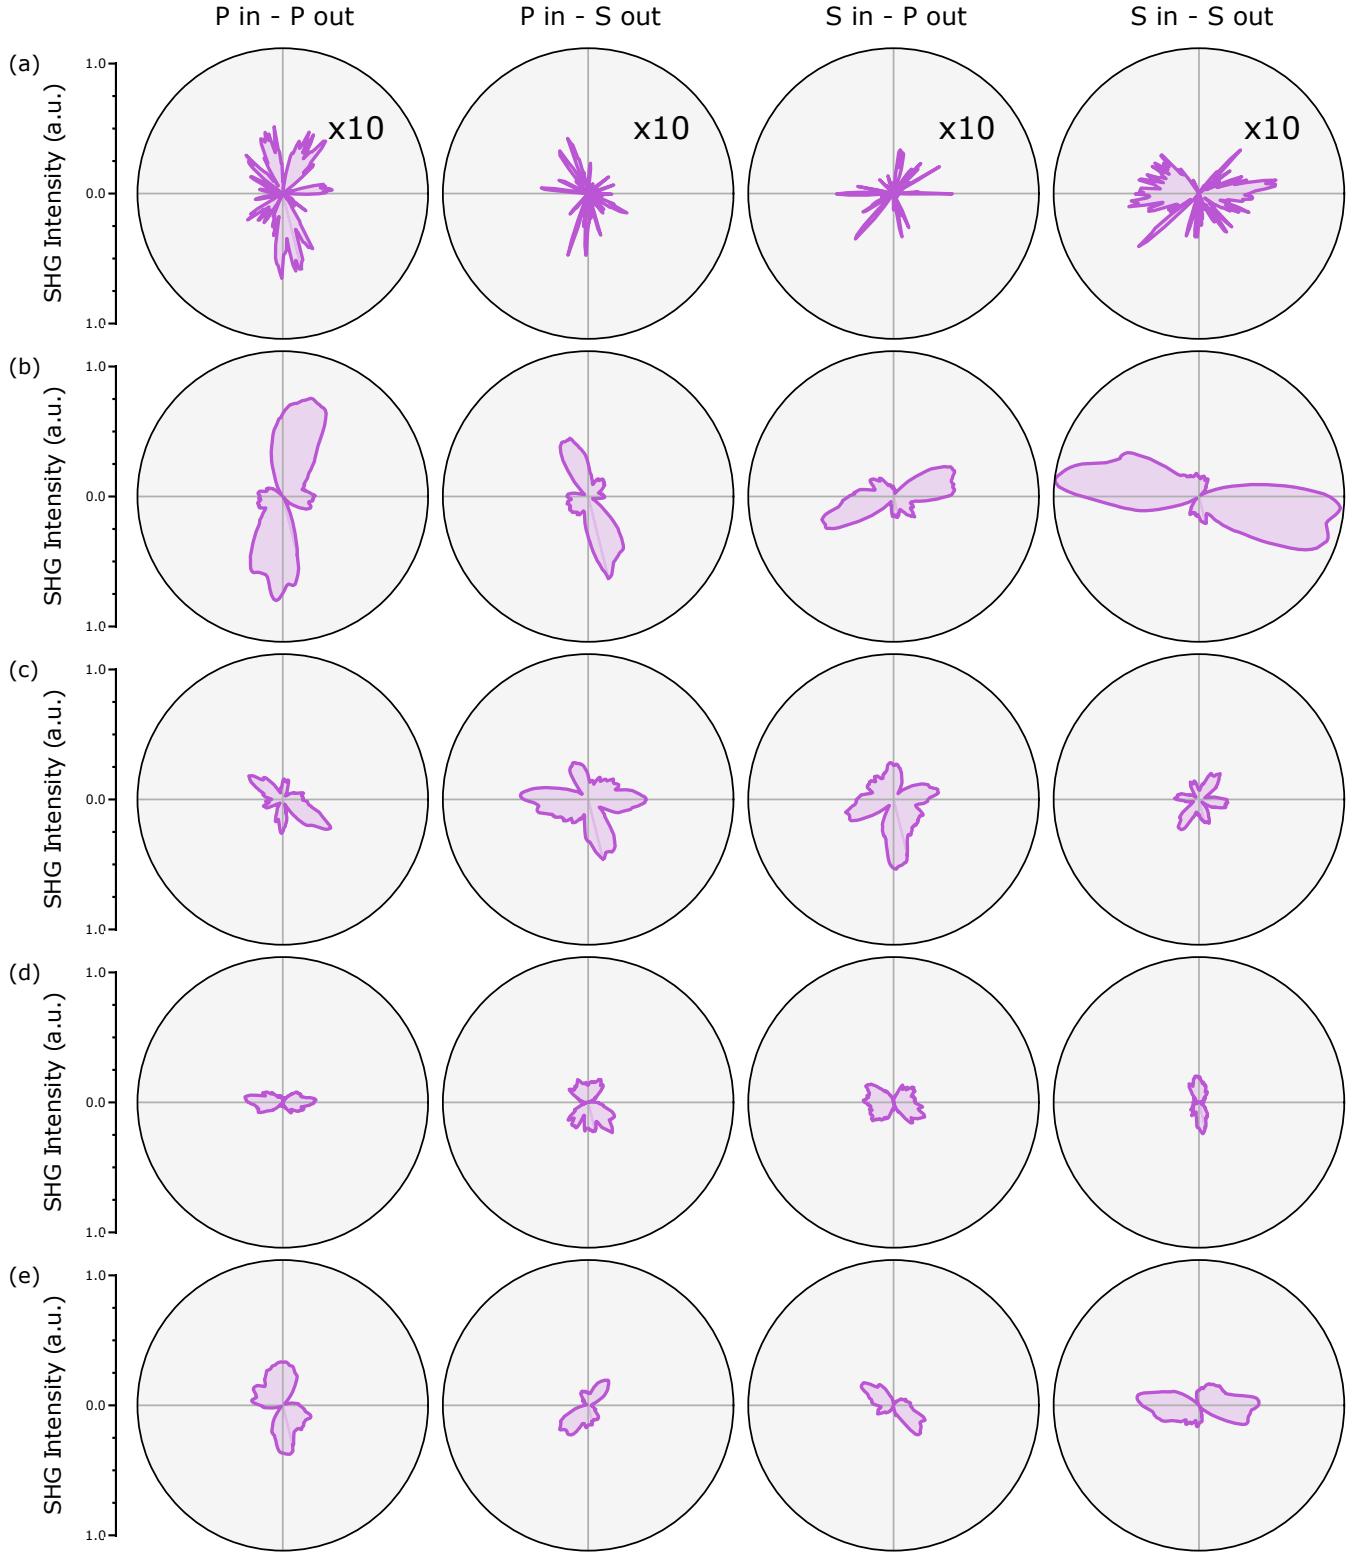 P in - P out P in - S out S in - P out S in - S out
(a) SHG Intensity (a.u.) 1.0 0.0 1.0 x10 x10 x10 x10
(b) SHG Intensity (a.u.) 1.0 0.0 1.0
(c) SHG Intensity (a.u.) 1.0 0.0 1.0
(d) SHG Intensity (a.u.) 1.0 0.0 1.0
(e) SHG Intensity (a.u.) 1.0 0.0 1.0